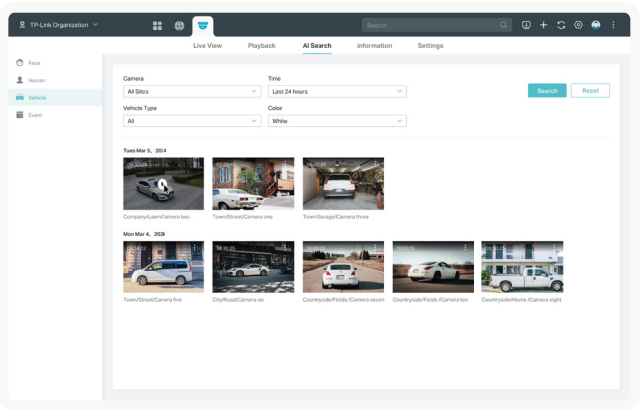 TP-Link Organization
Search
Live View Playback AI Search information Settings
Face
Human
Vehicle
Event
Camera Time
All Sites Last 24 hours
Search Reset
Vehicle Type Color
All White
Tues Mar 5, 2024
Company/Lawn/Camera two Town/Street/Camera one Town/Garage/Camera three
Mon Mar 4, 2024
Town/Street/Camera five City/Road/Camera six Countryside/Fields /Camera seven Countryside/Fields /Camera ten Countryside/Home /Camera eight